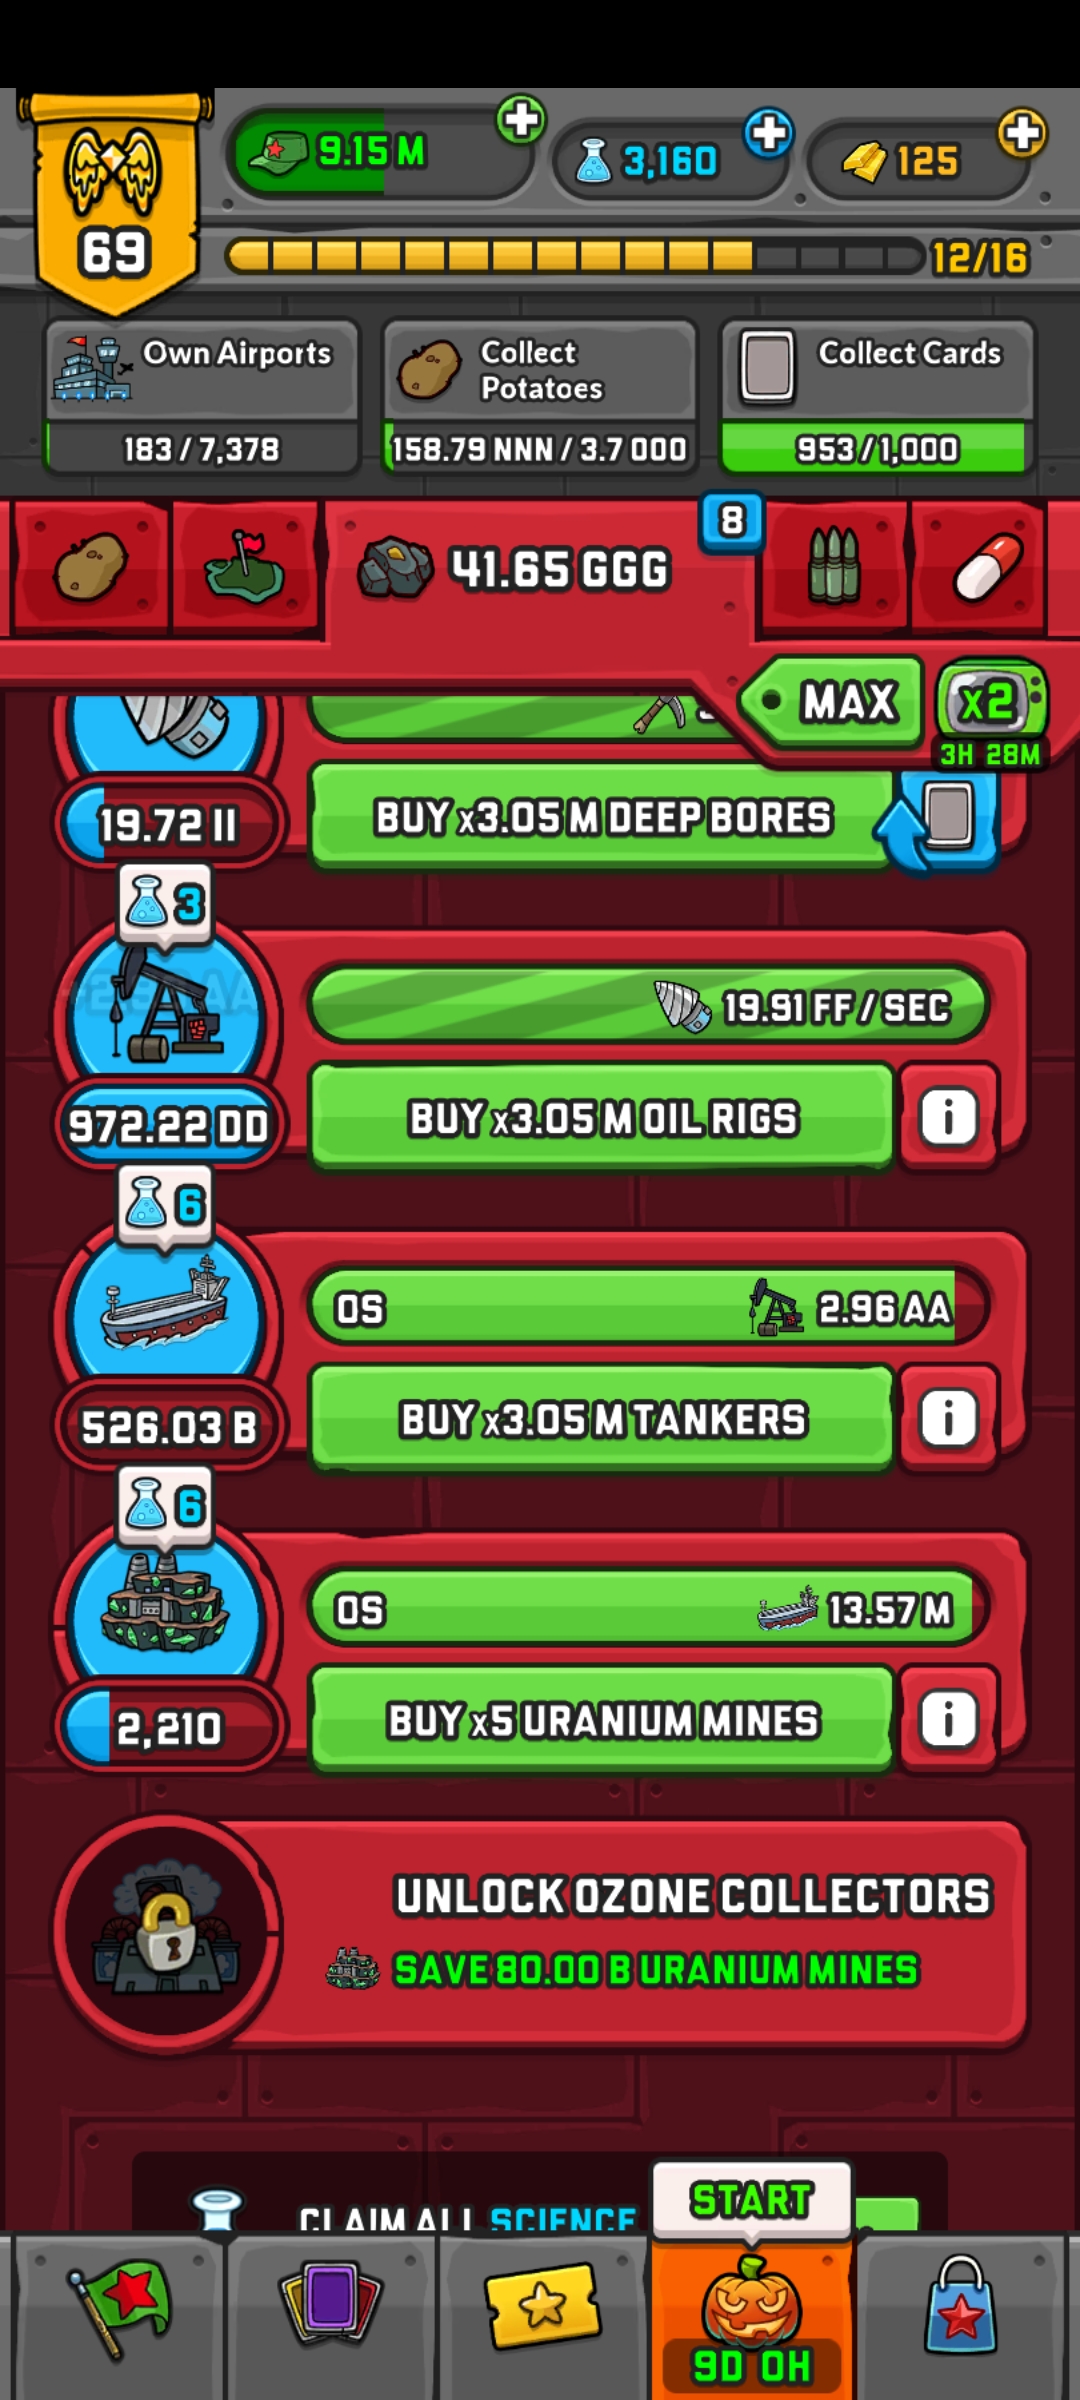 9.15 M
3,160
125
69
12/16
Own Airports
183 / 7,378
Collect
Potatoes
158.79 NNN / 3.7 OOO
Collect Cards
953 / 1,000
41.65 GGG
8
MAX
x2
3H 28M
19.72 II
BUY x3.05 M DEEP BORES
3
19.91 FF / SEC
972.22 DD
BUY x3.05 M OIL RIGS
6
0S
2.96 AA
526.03 B
BUY x3.05 M TANKERS
6
0S
13.57 M
2,210
BUY x5 URANIUM MINES
UNLOCK OZONE COLLECTORS
SAVE 80.00 B URANIUM MINES
CLAIM ALL SCIENCE
START
9D 0H